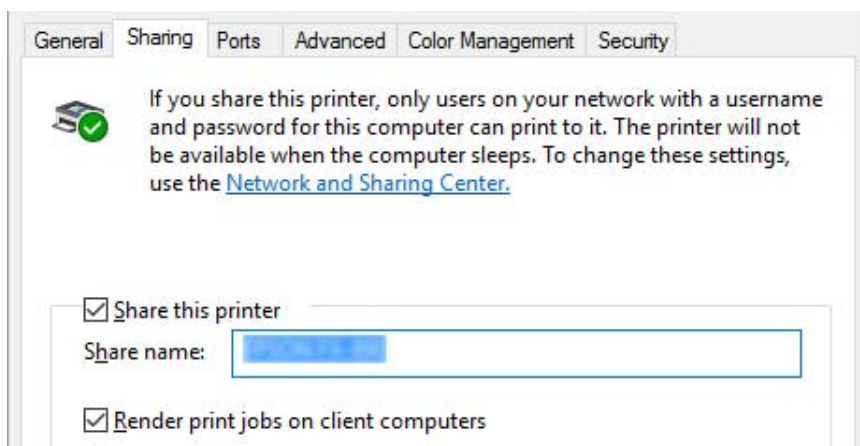 General Sharing Ports Advanced Color Management Security
If you share this printer, only users on your network with a username
and password for this computer can print to it. The printer will not
be available when the computer sleeps. To change these settings,
use the Network and Sharing Center.
Share this printer
Share name:
Render print jobs on client computers